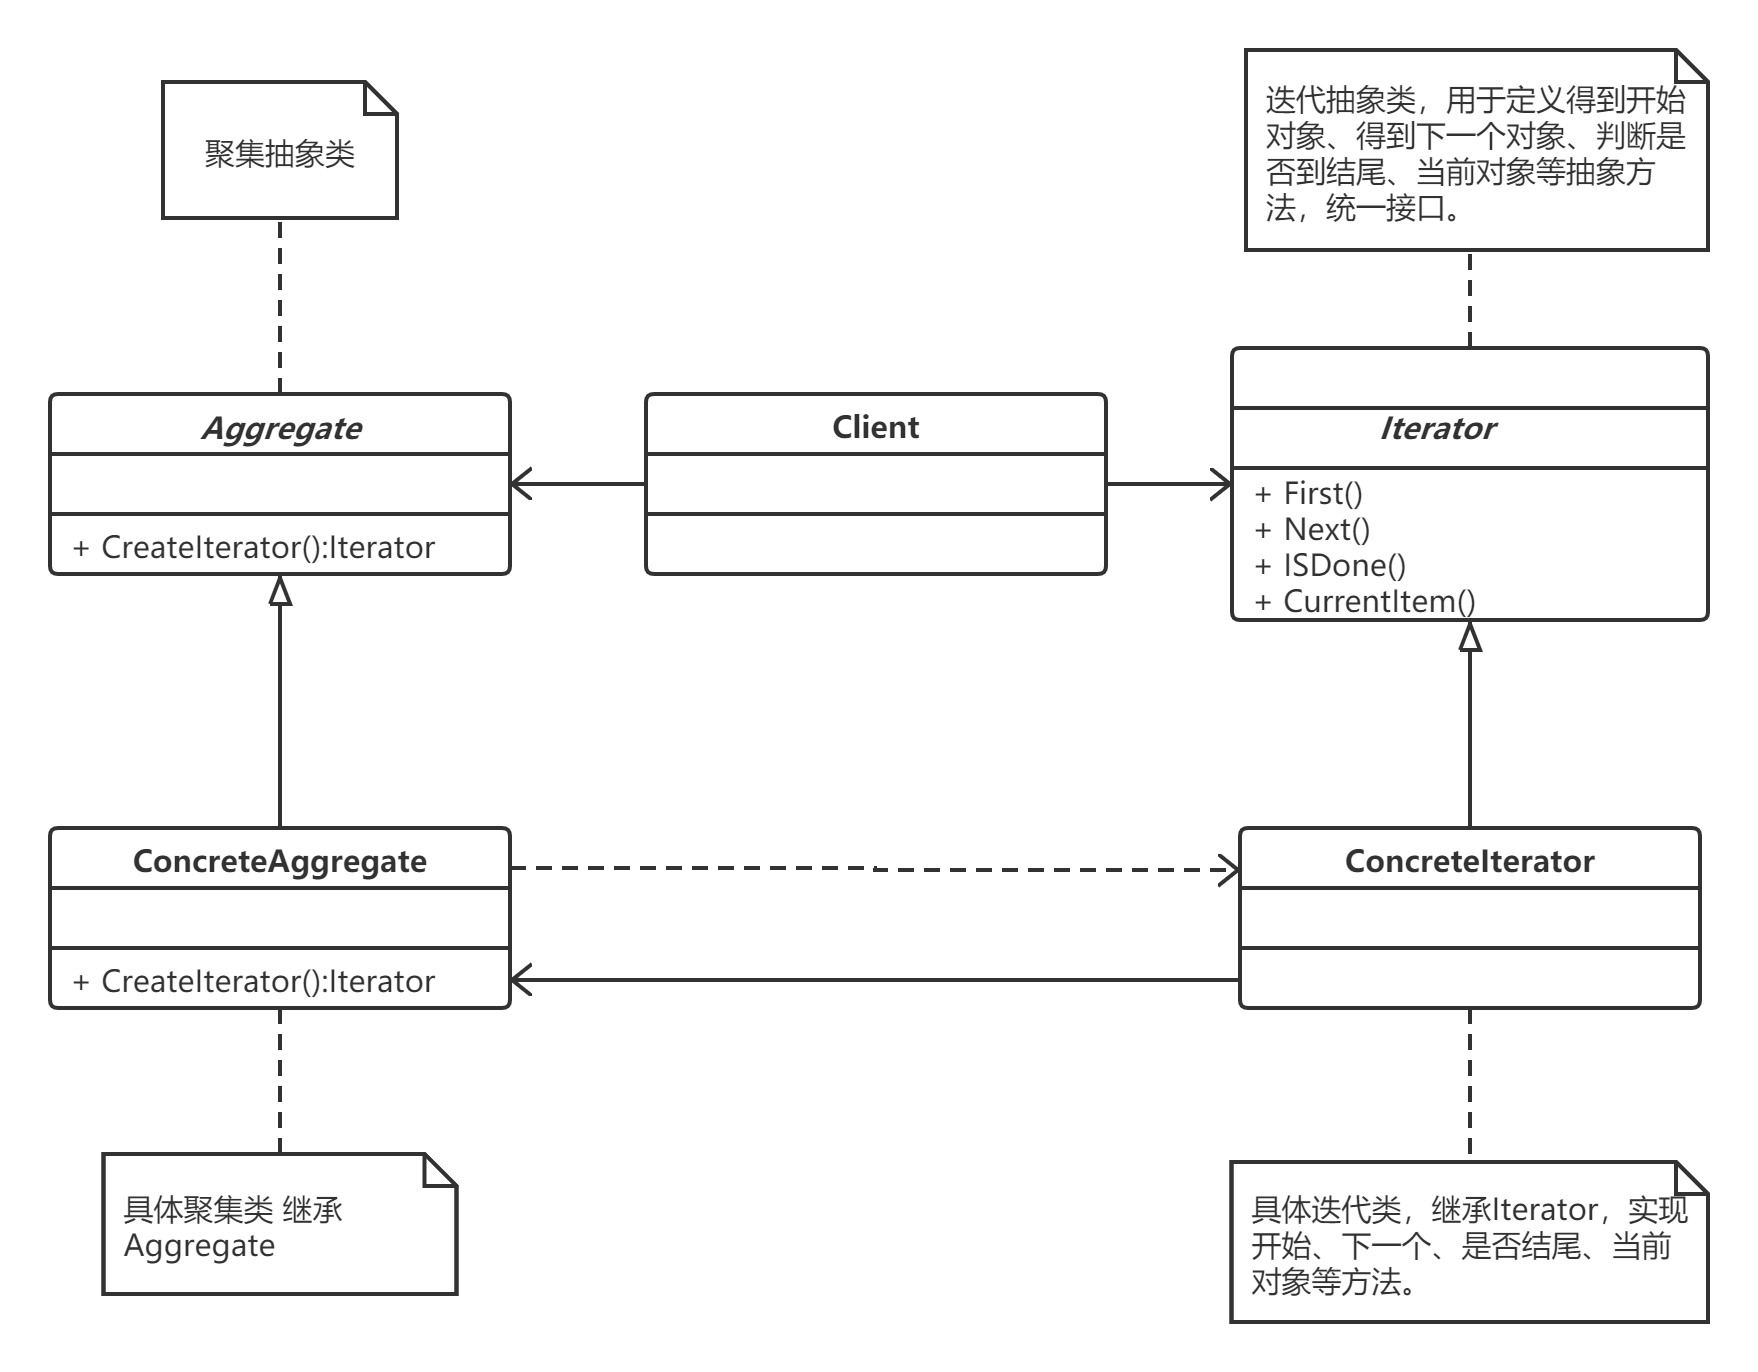 聚集抽象类
迭代抽象类，用于定义得到开始
对象、得到下一个对象、判断是
否到结尾、当前对象等抽象方
法，统一接口。
Aggregate
+ CreateIterator():Iterator
Client
Iterator
+ First()
+ Next()
+ ISDone()
+ CurrentItem()
ConcreteAggregate
+ CreateIterator():Iterator
ConcreteIterator
具体聚集类 继承
Aggregate
具体迭代类，继承Iterator，实现
开始、下一个、是否结尾、当前
对象等方法。